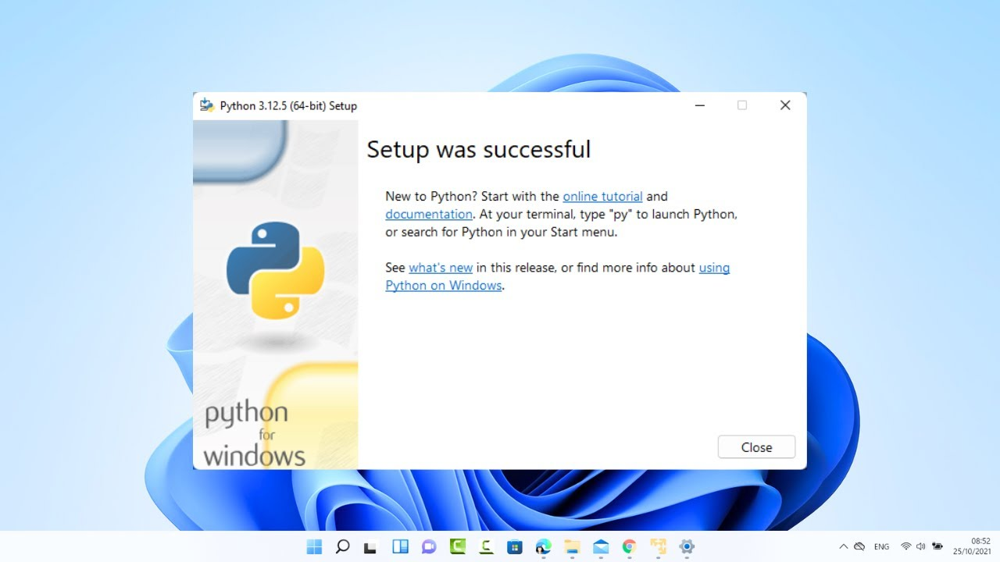 Python 3.12.5 (64-bit) Setup
Setup was successful
New to Python? Start with the online tutorial and
documentation. At your terminal, type "py" to launch Python,
or search for Python in your Start menu.
See what's new in this release, or find more info about using
Python on Windows.
python
for
windows
Close
ENG
08:52
25/10/2021